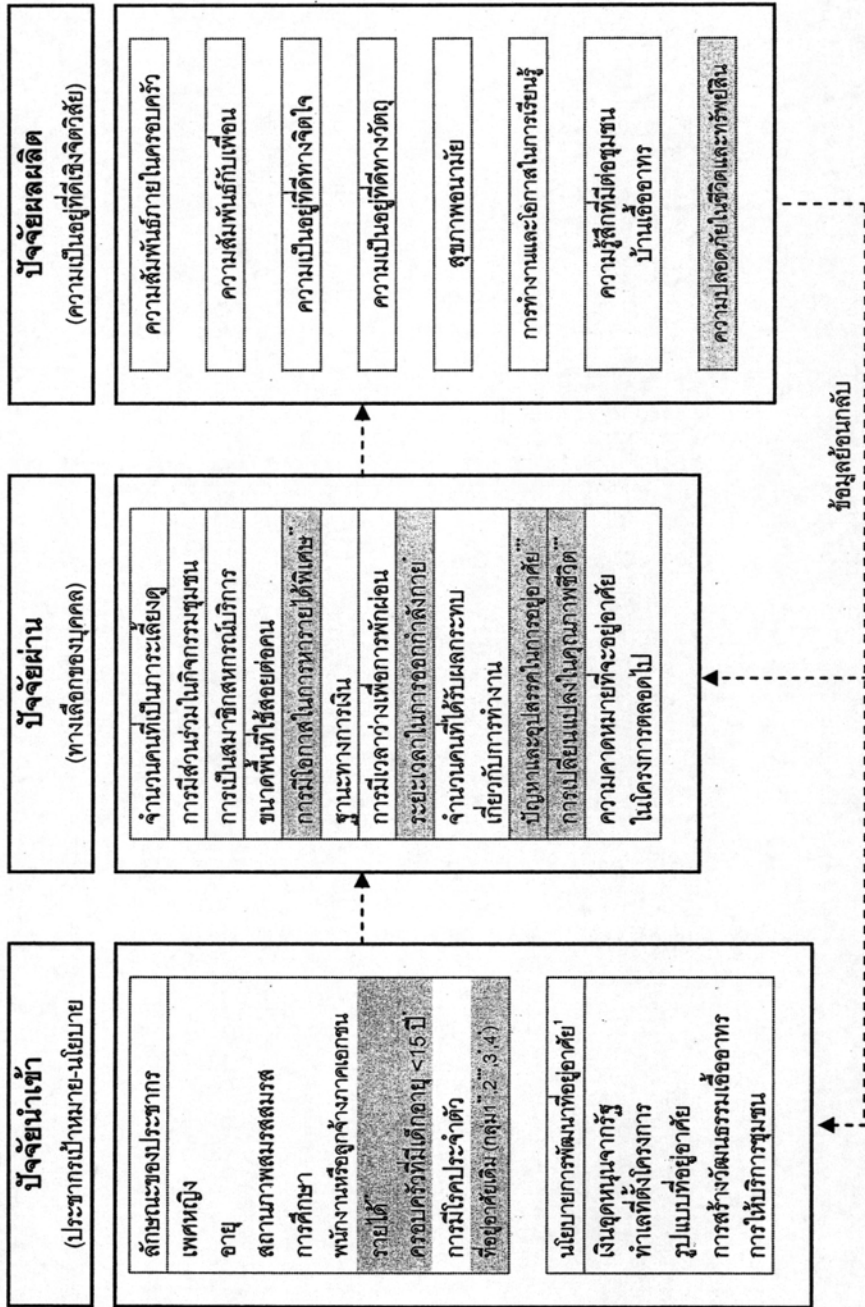 ปัจจัยนำเข้า
(ประชากรเป้าหมาย-นโยบาย)
ลักษณะของประชากร
เพศหญิง
อายุ
สถานภาพสมรสสมรส
การศึกษา
พนักงานหรือลูกจ้างภาคเอกชน
รายได้**
ครอบครัวที่มีเด็กอายุ <15 ปี*
การมีโรคประจำตัว
ที่อยู่อาศัยเดิม (กลุ่ม1**,2***,3*,4*)
นโยบายการพัฒนาที่อยู่อาศัย¹
เงินอุดหนุนจากรัฐ
ทำเลที่ตั้งโครงการ
รูปแบบที่อยู่อาศัย
การสร้างวัฒนธรรมเอื้ออาทร
การให้บริการชุมชน
ปัจจัยผ่าน
(ทางเลือกของบุคคล)
จำนวนคนที่เป็นภาระเลี้ยงดู
การมีส่วนร่วมในกิจกรรมชุมชน
การเป็นสมาชิกสหกรณ์บริการ
ขนาดพื้นที่ใช้สอยต่อคน
การมีโอกาสในการหารายได้พิเศษ**
ฐานะทางการเงิน
การมีเวลาว่างเพื่อการพักผ่อน
ระยะเวลาในการออกกำลังกาย*
จำนวนคนที่ได้รับผลกระทบ
เกี่ยวกับการทำงาน
ปัญหาและอุปสรรคในการอยู่อาศัย***
การเปลี่ยนแปลงในคุณภาพชีวิต***
ความคาดหมายที่จะอยู่อาศัย
ในโครงการตลอดไป
ปัจจัยผลผลิต
(ความเป็นอยู่ที่ดีเชิงจิตวิสัย)
ความสัมพันธ์ภายในครอบครัว
ความสัมพันธ์กับเพื่อน
ความเป็นอยู่ที่ดีทางจิตใจ
ความเป็นอยู่ที่ดีทางวัตถุ
สุขภาพอนามัย
การทำงานและโอกาสในการเรียนรู้
ความรู้สึกที่มีต่อชุมชน
บ้านเอื้ออาทร
ความปลอดภัยในชีวิตและทรัพย์สิน
ข้อมูลย้อนกลับ